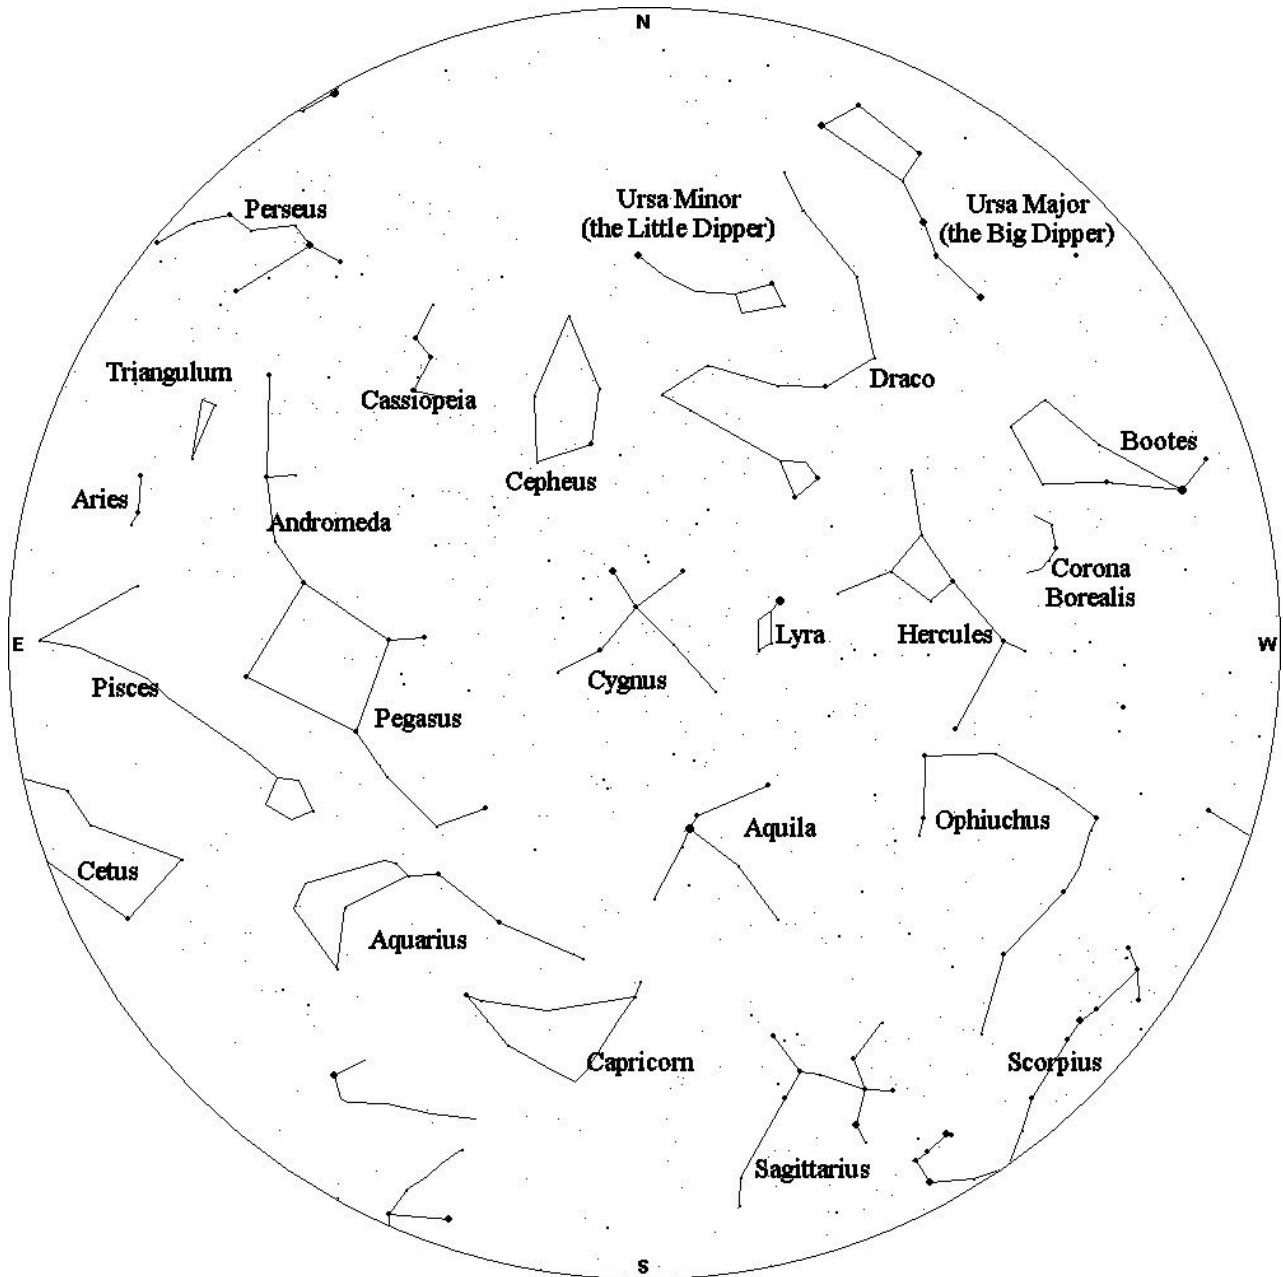 N
Perseus
Ursa Minor
(the Little Dipper)
Ursa Major
(the Big Dipper)
Triangulum
Cassiopeia
Draco
Bootes
Cepheus
Aries
Andromeda
Corona
Borealis
E
Lyra
Hercules
W
Pisces
Cygnus
Pegasus
Aquila
Ophiuchus
Cetus
Aquarius
Capricorn
Scorpius
Sagittarius
S